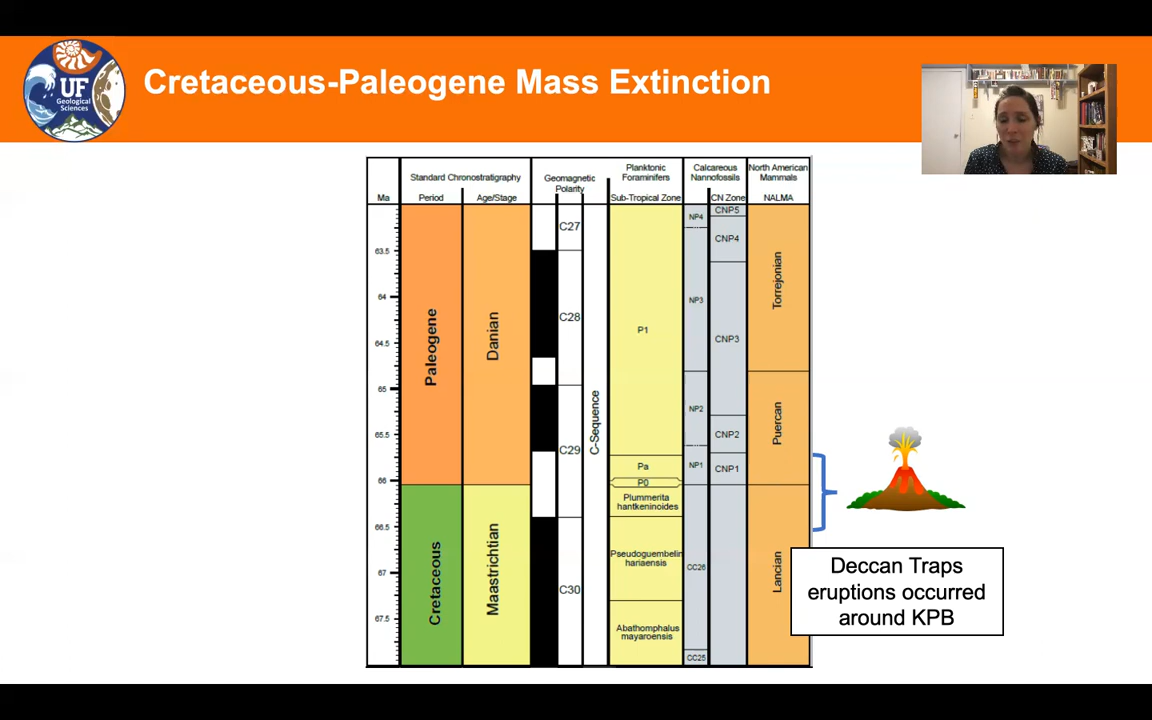 UF
Geological
Sciences
Cretaceous-Paleogene Mass Extinction
Standard Chronostratigraphy
Geomagnetic
Polarity
Planktonic
Foraminifers
Calcareous
Nannofossils
North American
Mammals
Ma
Period
Age/Stage
Sub-Tropical Zone
CN Zone
NALMA
63.5
64
64.5
65
65.5
66
66.5
67
67.5
Paleogene
Cretaceous
Danian
Maastrichtian
C27
C28
C29
C30
C-Sequence
P1
Pa
P0
Plummerita
hantkeninoides
Pseudoguembelin
hariaensis
Abathomphalus
mayaroensis
NP4
NP3
NP2
NP1
CC26
CC25
CNP5
CNP4
CNP3
CNP2
CNP1
Torrejonian
Puercan
Lancian
Deccan Traps
eruptions occurred
around KPB